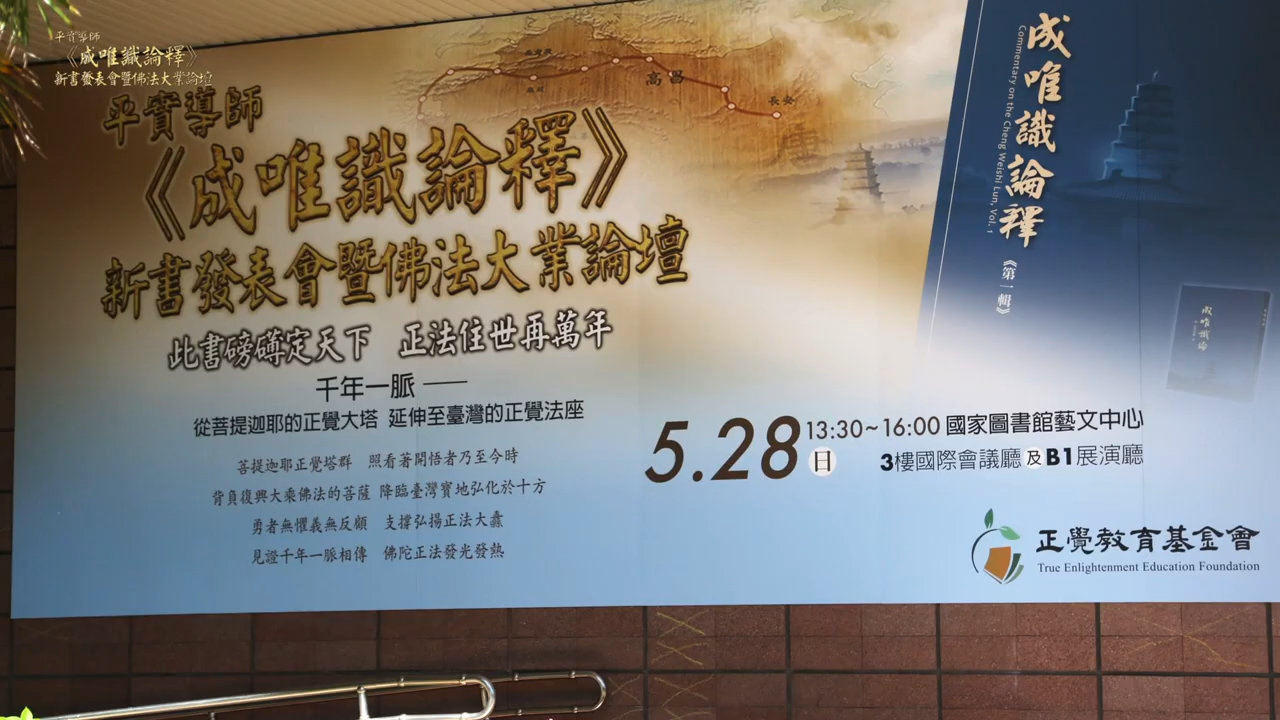 平實導師
《成唯識論釋》
新書發表會暨佛法大業論壇
平實導師
《成唯識論釋》
新書發表會暨佛法大業論壇
此書磅礴定天下 正法住世再萬年
千年一脈——
從菩提迦耶的正覺大塔 延伸至臺灣的正覺法座
菩提迦耶正覺塔群 照看著開悟者乃至今時
背負復興大乘佛法的菩薩 降臨臺灣寶地弘化於十方
勇者無懼義無反顧 支撐弘揚正法大纛
見證千年一脈相傳 佛陀正法發光發熱
高昌
長安
成唯識論釋
《第一輯》
Commentary on the Cheng Weishi Lun, Vol. 1
成唯識論
5.28
日
13:30~16:00 國家圖書館藝文中心
3樓國際會議廳及B1展演廳
正覺教育基金會
True Enlightenment Education Foundation